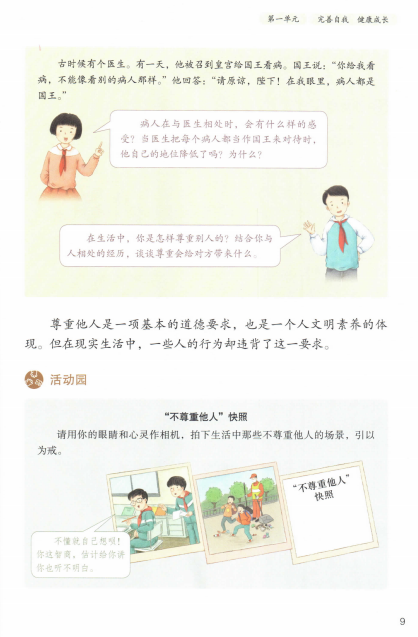 第一单元 完善自我 健康成长
古时候有个医生。有一天，他被召到皇宫给国王看病。国王说：“你给我看
病，不能像看别的病人那样。”他回答：“请原谅，陛下！在我眼里，病人都是
国王。”
病人在与医生相处时，会有什么样的感
受？当医生把每个病人都当作国王来对待时，
他自己的地位降低了吗？为什么？
在生活中，你是怎样尊重别人的？结合你与
人相处的经历，谈谈尊重会给对方带来什么。
尊重他人是一项基本的道德要求，也是一个人文明素养的体
现。但在现实生活中，一些人的行为却违背了这一要求。
活动园
“不尊重他人”快照
请用你的眼睛和心灵作相机，拍下生活中那些不尊重他人的场景，引以
为戒。
“不尊重他人”
快照
不懂就自己想呗！
你这智商，估计给你讲
你也听不明白。
9